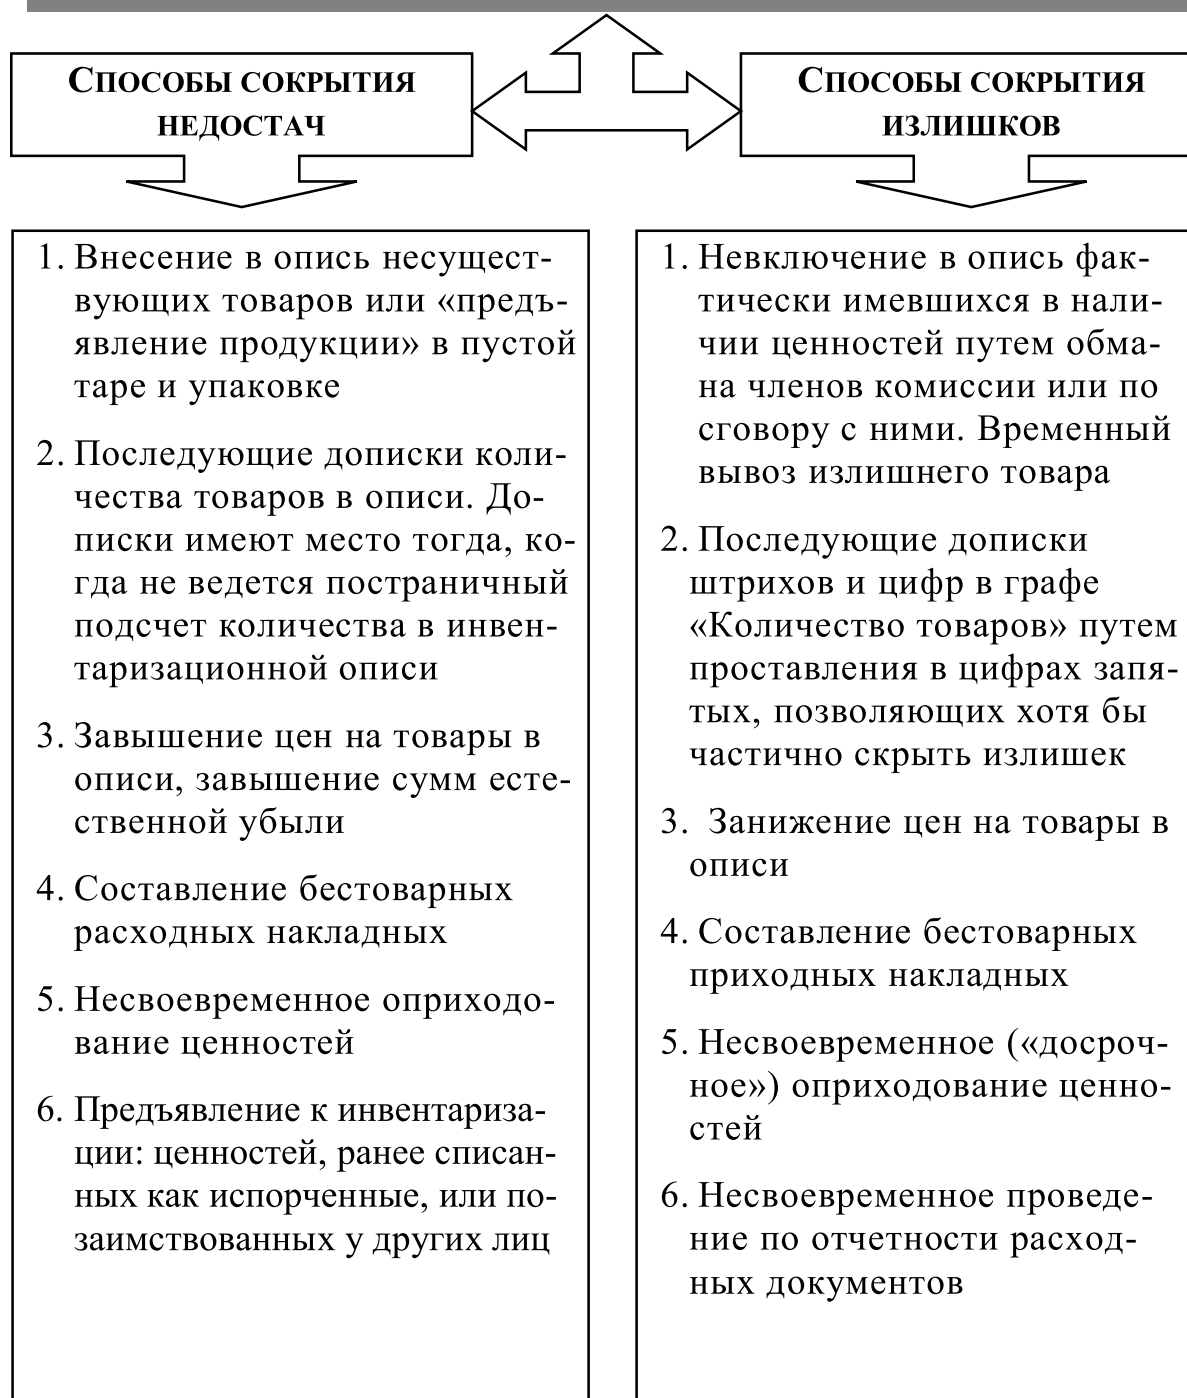 СПОСОБЫ СОКРЫТИЯ
НЕДОСТАЧ
1. Внесение в опись несущест-
вующих товаров или «предъ-
явление продукции» в пустой
таре и упаковке
2. Последующие дописки коли-
чества товаров в описи. До-
писки имеют место тогда, ко-
гда не ведется постраничный
подсчет количества в инвен-
таризационной описи
3. Завышение цен на товары в
описи, завышение сумм есте-
ственной убыли
4. Составление бестоварных
расходных накладных
5. Несвоевременное оприходо-
вание ценностей
6. Предъявление к инвентариза-
ции: ценностей, ранее списан-
ных как испорченные, или по-
заимствованных у других лиц
СПОСОБЫ СОКРЫТИЯ
ИЗЛИШКОВ
1. Невключение в опись фак-
тически имевшихся в нали-
чии ценностей путем обма-
на членов комиссии или по
сговору с ними. Временный
вывоз излишнего товара
2. Последующие дописки
штрихов и цифр в графе
«Количество товаров» путем
проставления в цифрах запя-
тых, позволяющих хотя бы
частично скрыть излишек
3. Занижение цен на товары в
описи
4. Составление бестоварных
приходных накладных
5. Несвоевременное («досроч-
ное») оприходование ценно-
стей
6. Несвоевременное проведе-
ние по отчетности расход-
ных документов